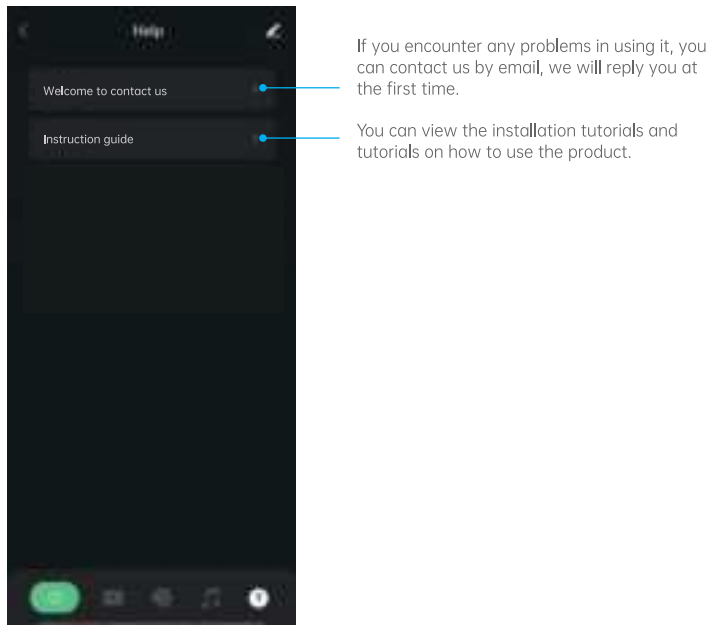 Help
Welcome to contact us
If you encounter any problems in using it, you
can contact us by email, we will reply you at
the first time.
Instruction guide
You can view the installation tutorials and
tutorials on how to use the product.